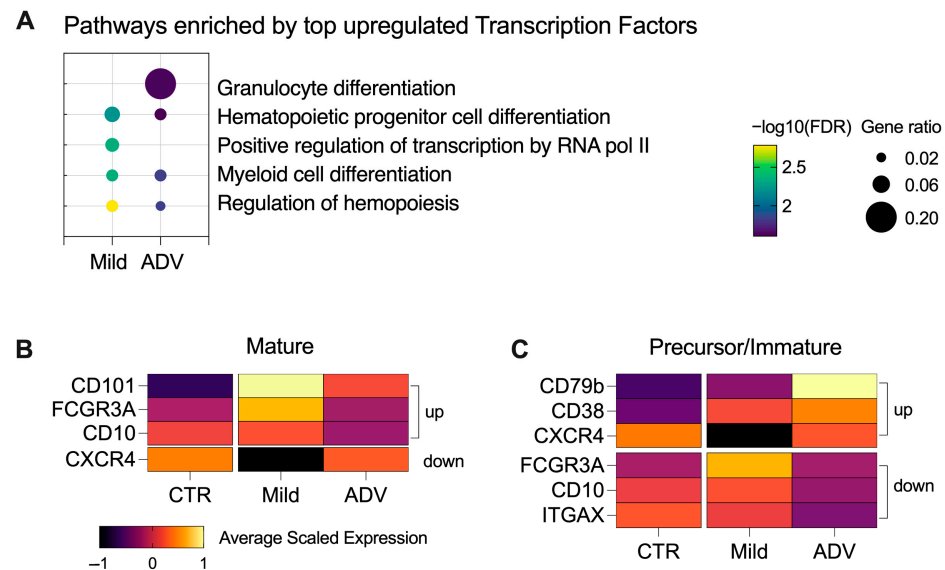 A
Pathways enriched by top upregulated Transcription Factors
Granulocyte differentiation
Hematopoietic progenitor cell differentiation
Positive regulation of transcription by RNA pol II
Myeloid cell differentiation
Regulation of hemopoiesis
Mild ADV
−log10(FDR) Gene ratio
2.5
2
0.02
0.06
0.20
B
Mature
CD101
FCGR3A
CD10
CXCR4
up
down
CTR Mild ADV
−1 0 1
Average Scaled Expression
C
Precursor/Immature
CD79b
CD38
CXCR4
FCGR3A
CD10
ITGAX
up
down
CTR Mild ADV